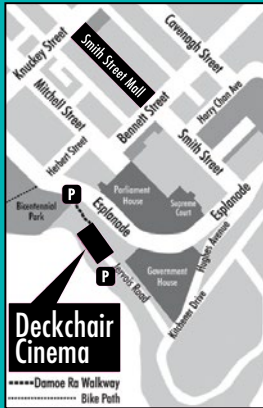 Cavenagh Street
Smith Street Mall
Knuckey Street
Mitchell Street
Bennett Street
Harry Chan Ave
Smith Street
Herbert Street
Parliament
House
Supreme
Court
Bicentennial
Park
P
Esplanade
Esplanade
Hughes Avenue
P
Jervois Road
Government
House
Kitchener Drive
Deckchair
Cinema
Damoe Ra Walkway
Bike Path